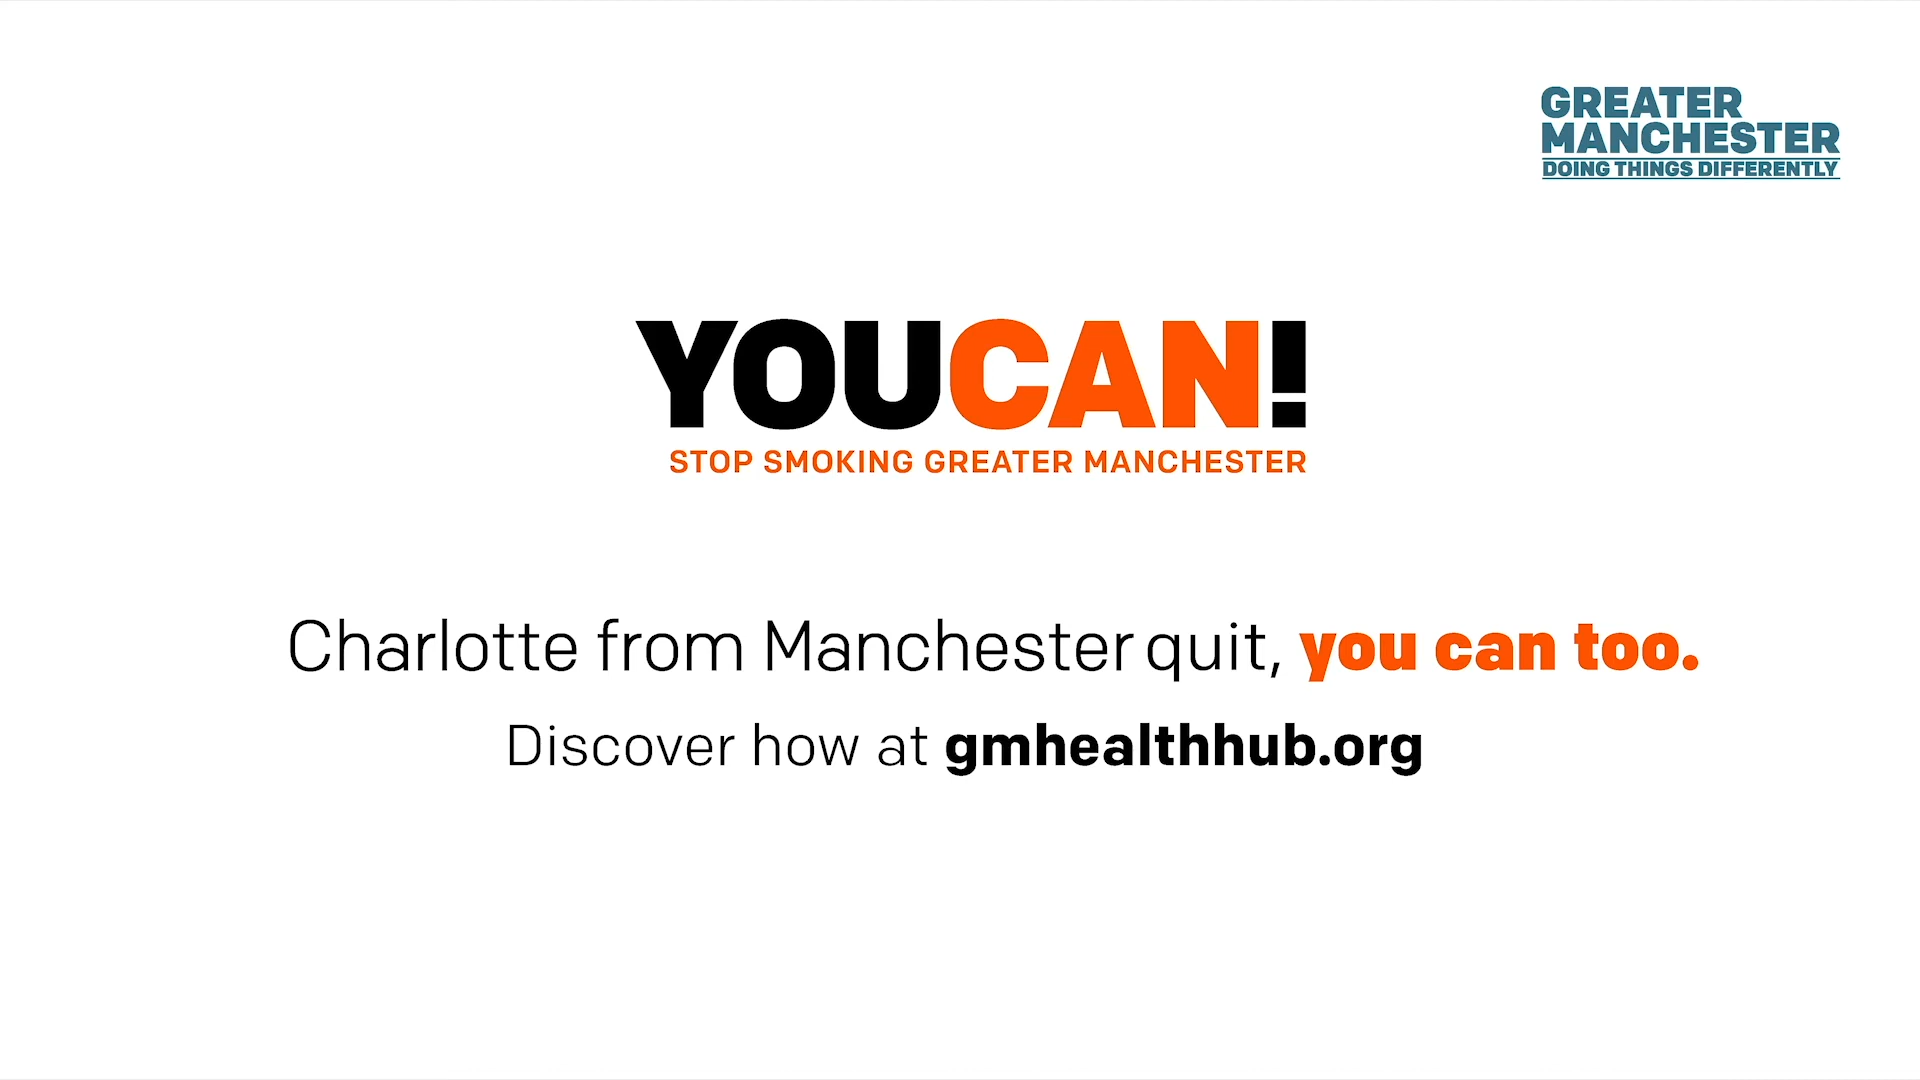 GREATER
MANCHESTER
DOING THINGS DIFFERENTLY
YOUCAN!
STOP SMOKING GREATER MANCHESTER
Charlotte from Manchester quit, you can too.
Discover how at gmhealthhub.org